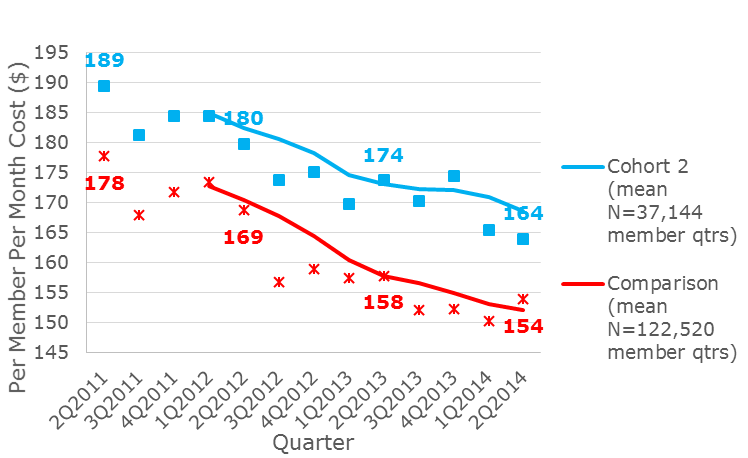 Per Member Per Month Cost ($)
195
190
185
180
175
170
165
160
155
150
145
189
180
174
164
178
169
158
154
2Q2011
3Q2011
4Q2011
1Q2012
2Q2012
3Q2012
4Q2012
1Q2013
2Q2013
3Q2013
4Q2013
1Q2014
2Q2014
Quarter
Cohort 2
(mean
N=37,144
member qtrs)
Comparison
(mean
N=122,520
member qtrs)